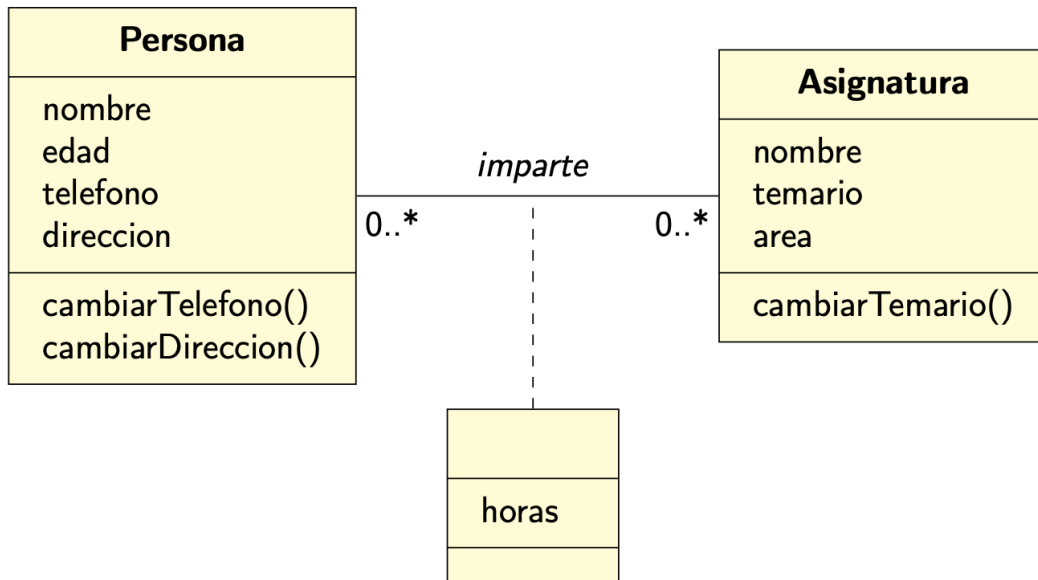 Persona
nombre
edad
telefono
direccion
cambiarTelefono()
cambiarDireccion()
imparte
0..*
0..*
Asignatura
nombre
temario
area
cambiarTemario()
horas